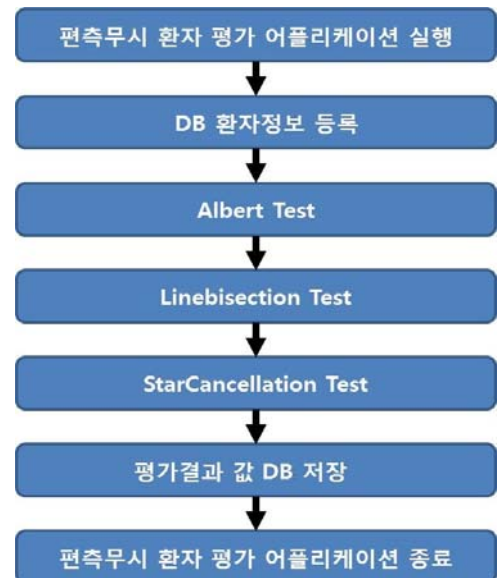 편측무시 환자 평가 어플리케이션 실행
DB 환자정보 등록
Albert Test
Linebisection Test
StarCancellation Test
평가결과 값 DB 저장
편측무시 환자 평가 어플리케이션 종료